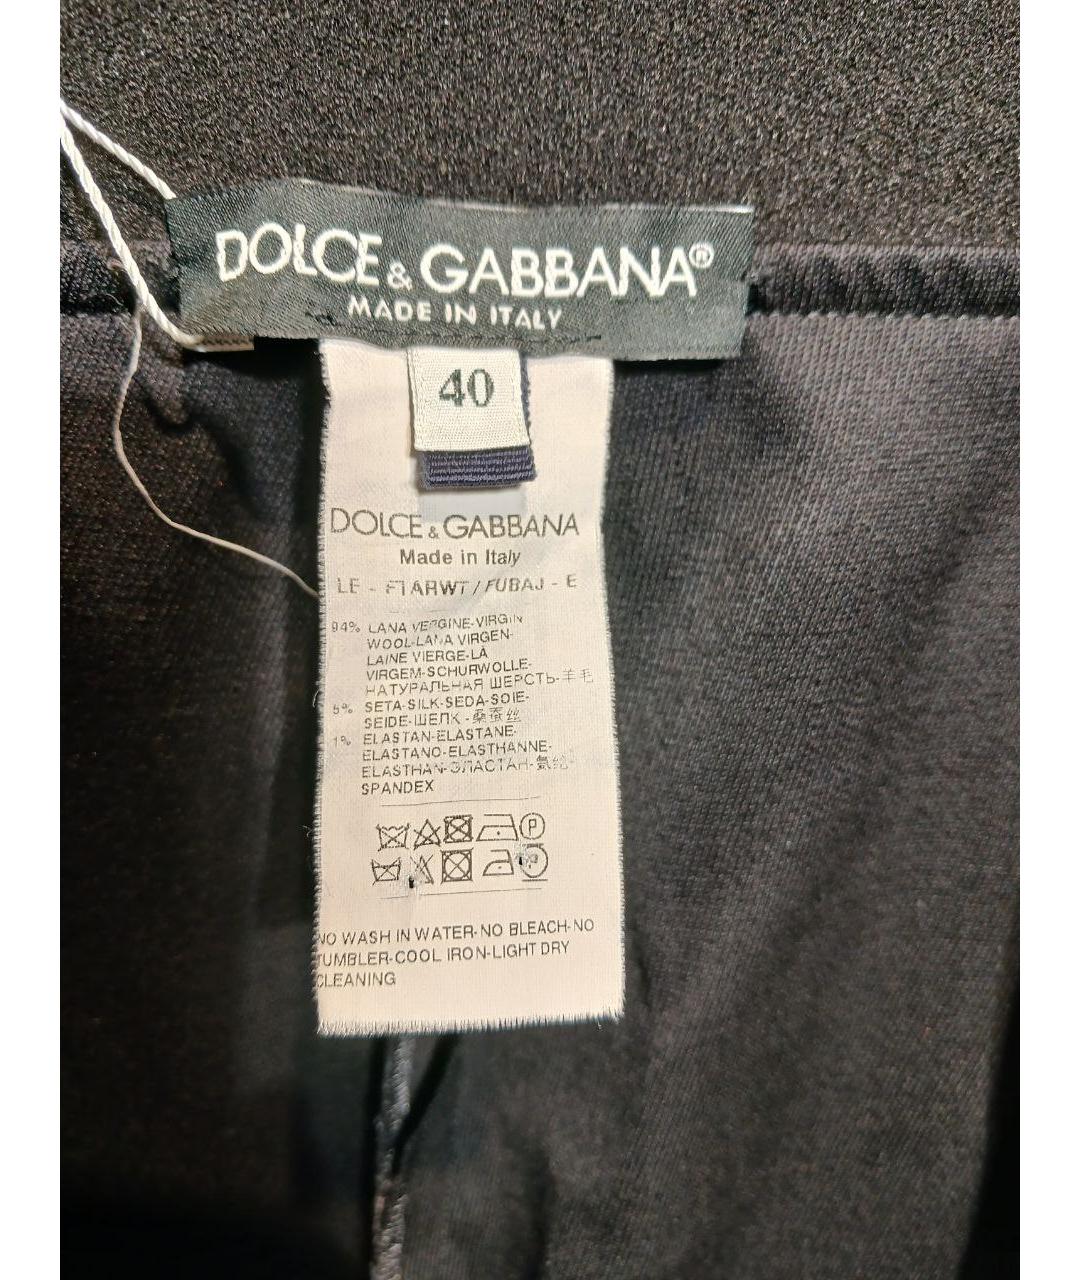 DOLCE & GABBANA®
MADE IN ITALY
40
DOLCE & GABBANA
Made in Italy
LE - F1ARWT / FUBAJ - E
94% LANA VERGINE-VIRGIN
WOOL-LANA VIRGEN-
LAINE VIERGE-LÀ
VIRGEM-SCHURWOLLE-
НАТУРАЛЬНАЯ ШЕРСТЬ-羊毛
5% SETA-SILK-SEDA-SOIE-
SEIDE-ШЕЛК-桑蚕丝
1% ELASTAN-ELASTANE-
ELASTANO-ELASTHANNE-
ELASTHAN-ЭЛАСТАН-氨纶-
SPANDEX
P
P
NO WASH IN WATER-NO BLEACH-NO
TUMBLER-COOL IRON-LIGHT DRY
CLEANING